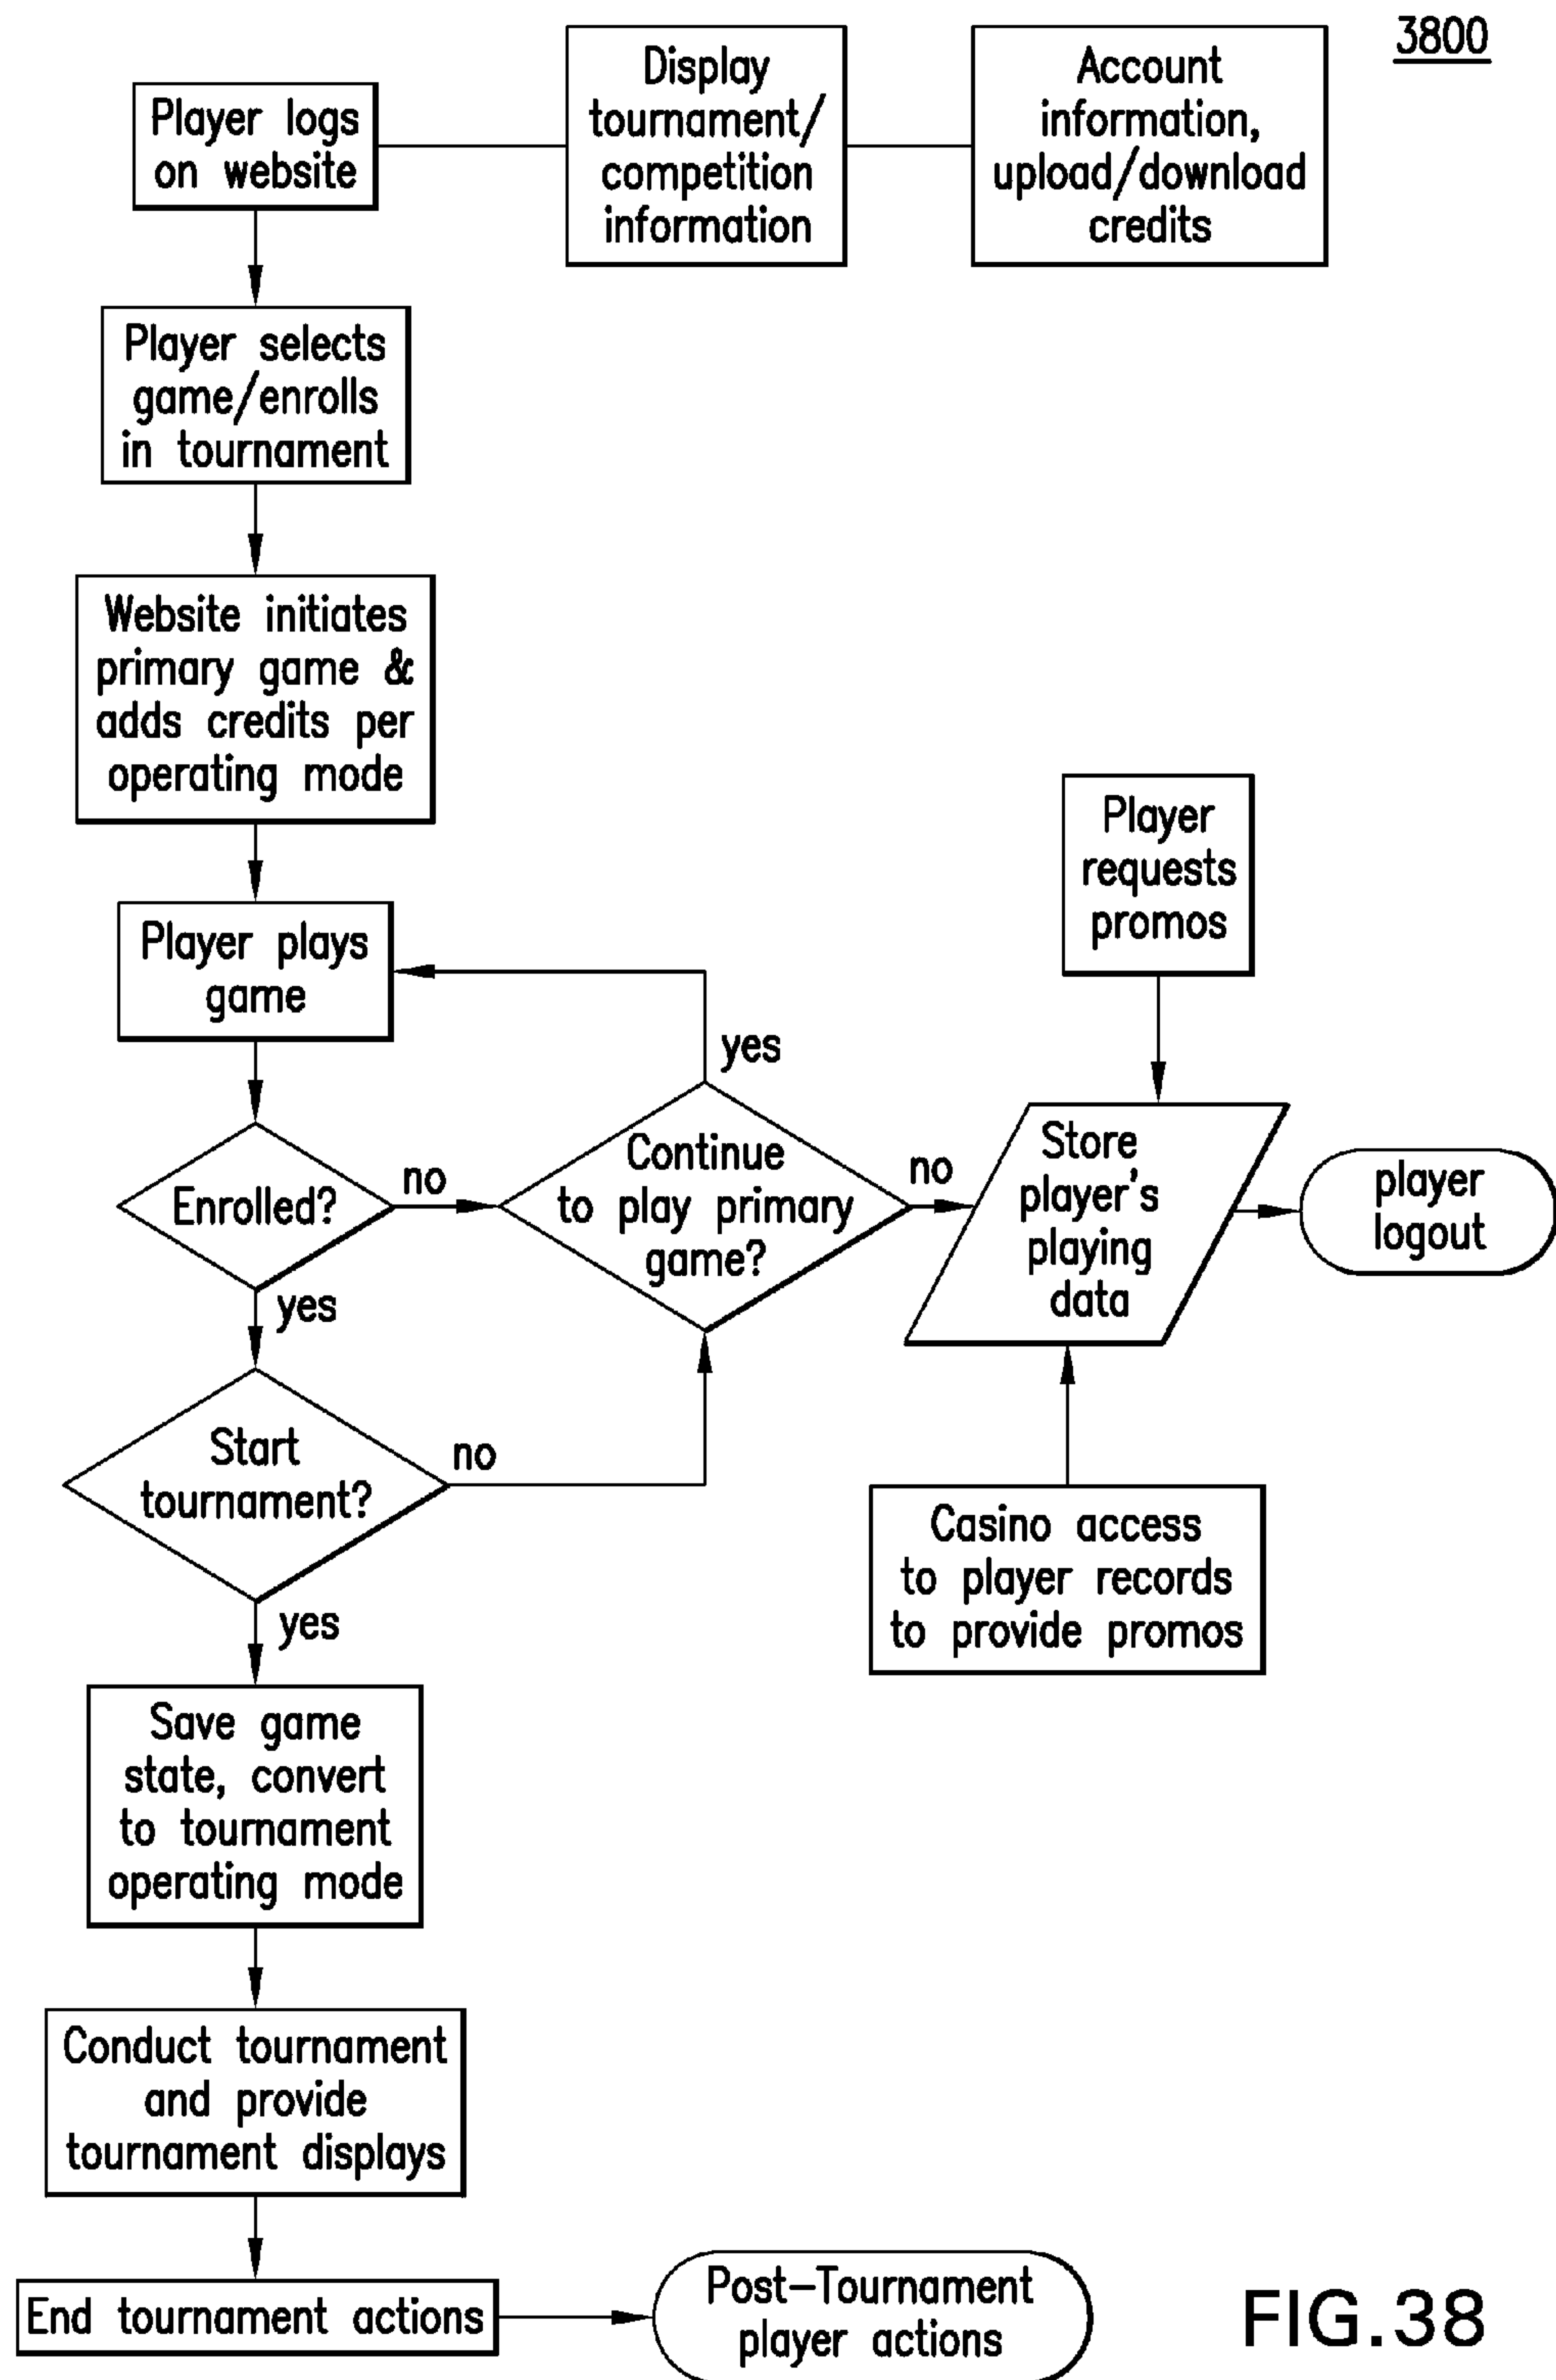 3800
Player logs
on website
Display
tournament/
competition
information
Account
information,
upload/download
credits
Player selects
game/enrolls
in tournament
Website initiates
primary game &
adds credits per
operating mode
Player plays
game
Player
requests
promos
yes
Enrolled?
no
Continue
to play primary
game?
no
Store
player's
playing
data
player
logout
yes
Start
tournament?
no
Casino access
to player records
to provide promos
yes
Save game
state, convert
to tournament
operating mode
Conduct tournament
and provide
tournament displays
End tournament actions
Post-Tournament
player actions
FIG.38